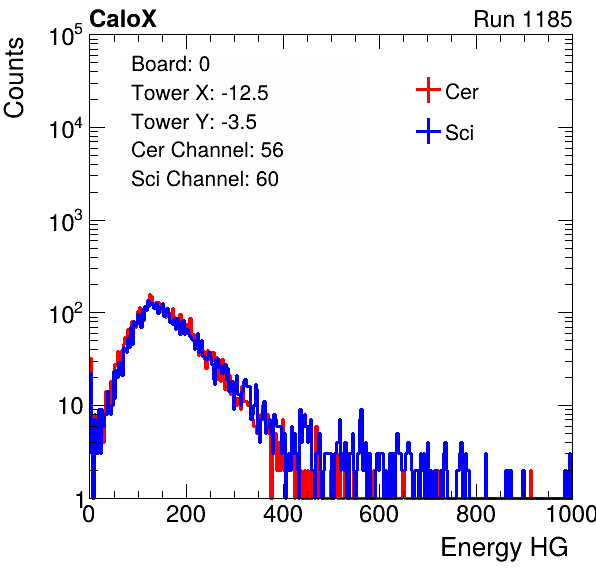 CaloX Run 1185
Counts
10^5
10^4
10^3
10^2
10
1
Board: 0
Tower X: -12.5
Tower Y: -3.5
Cer Channel: 56
Sci Channel: 60
Cer
Sci
0 200 400 600 800 1000
Energy HG